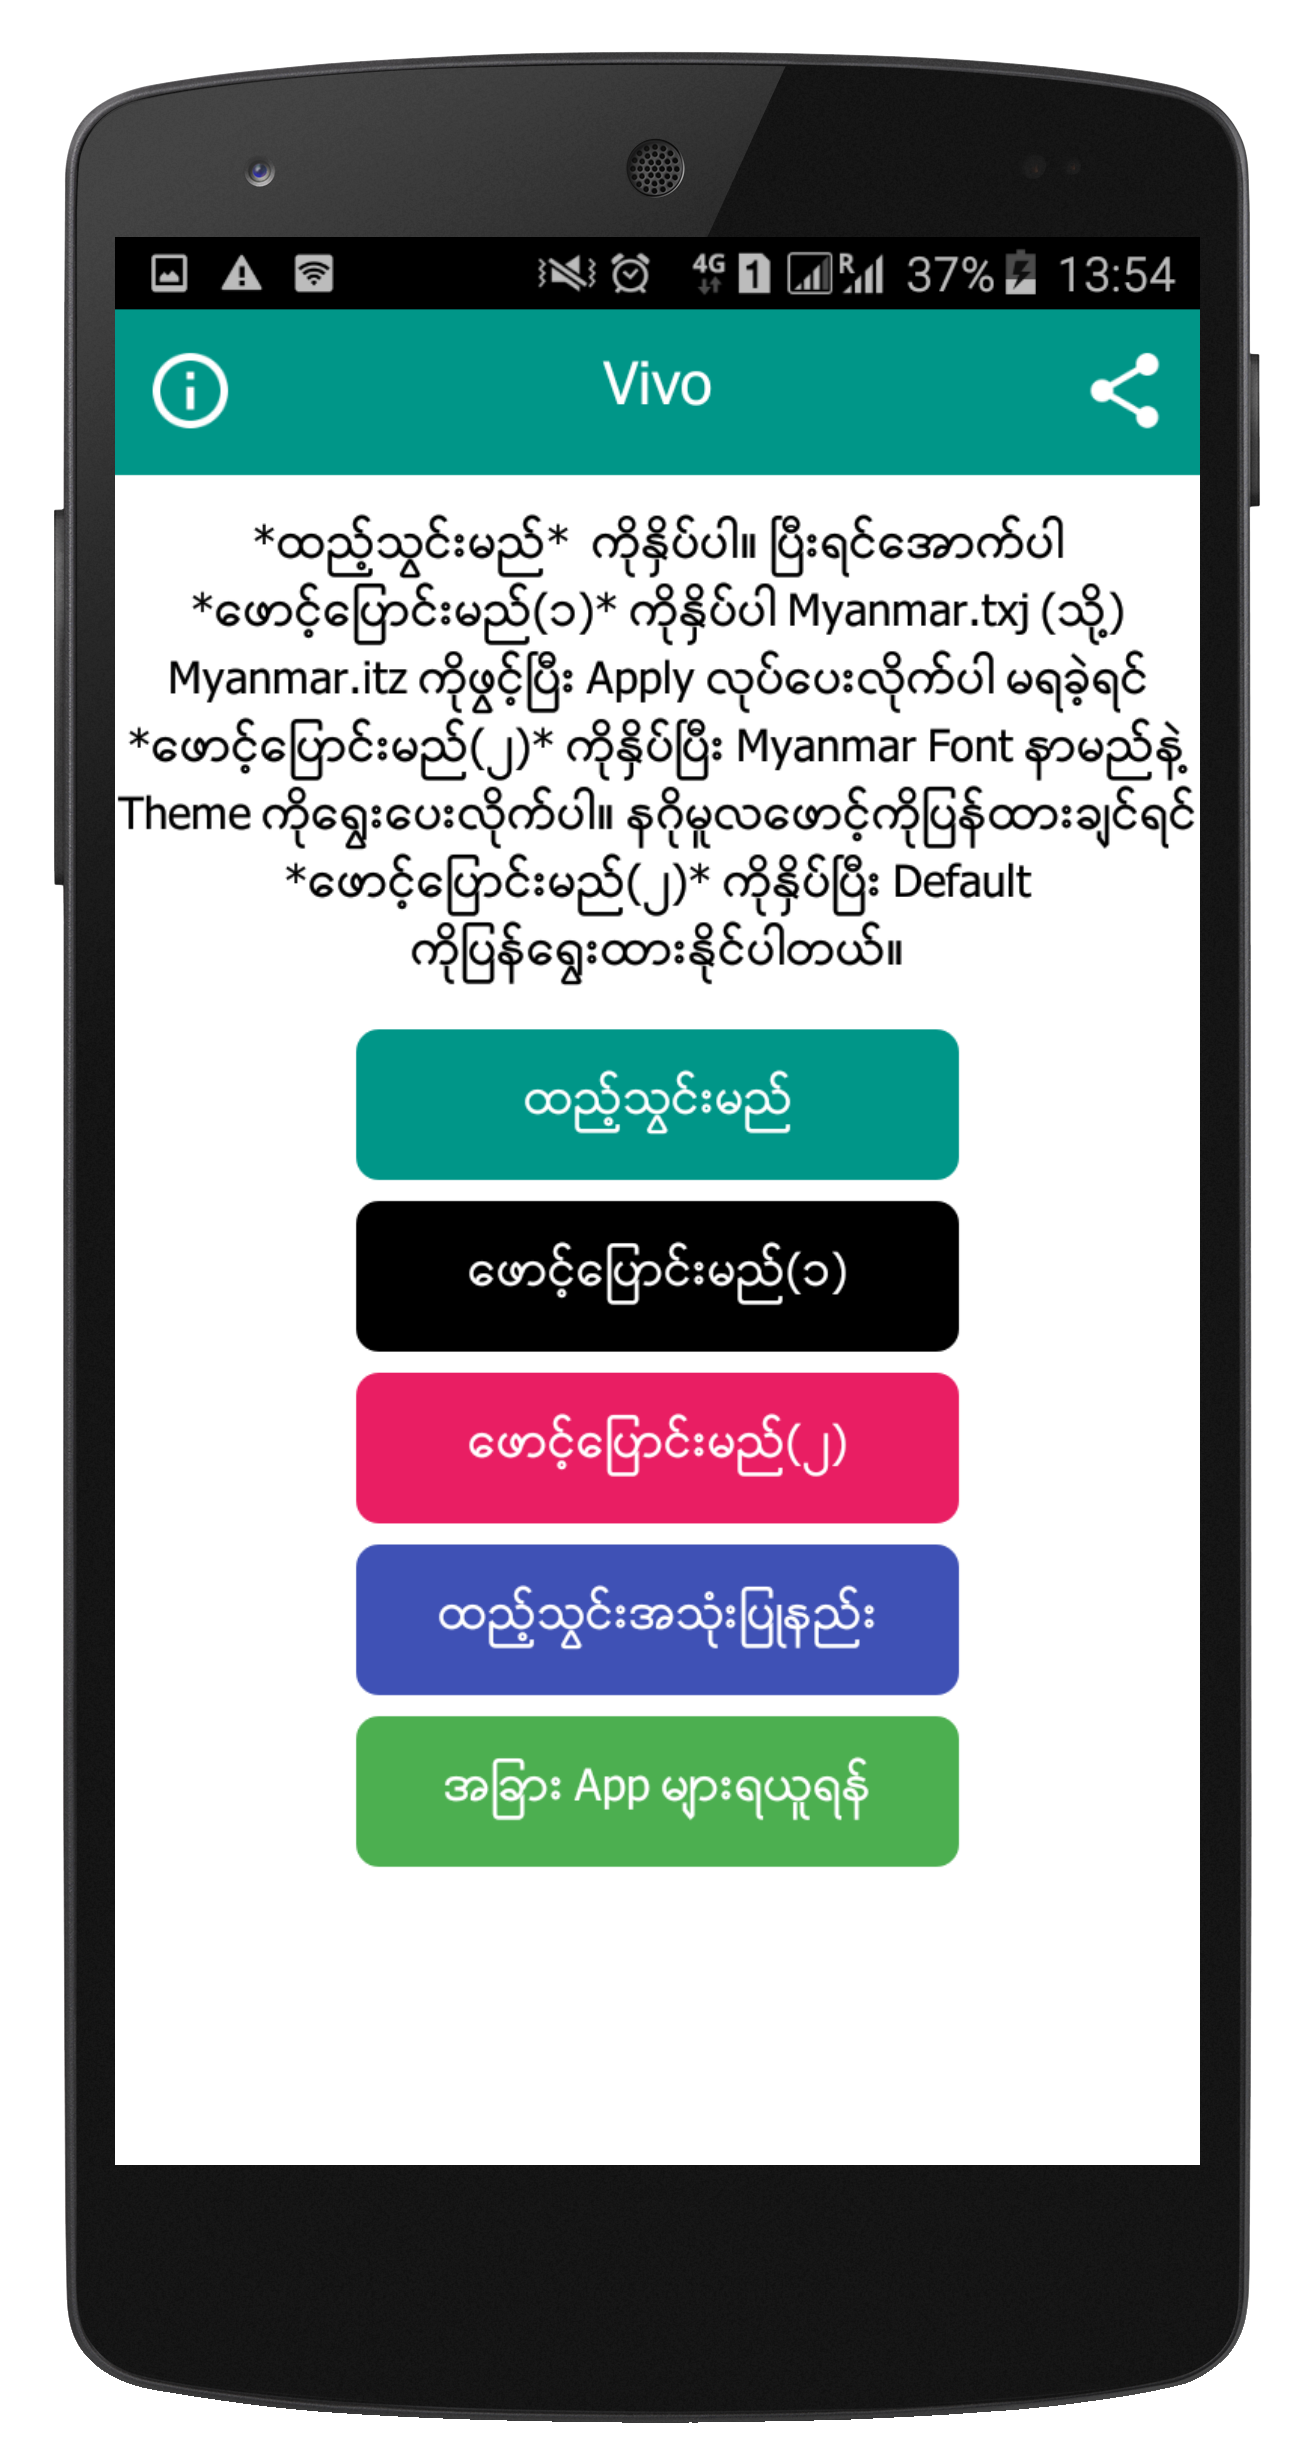 4G 1 R 37% 13:54
Vivo
*ထည့်သွင်းမည်* ကိုနှိပ်ပါ။ ပြီးရင်အောက်ပါ
*ဖောင့်ပြောင်းမည်(၁)* ကိုနှိပ်ပါ Myanmar.txj (သို့)
Myanmar.itz ကိုဖွင့်ပြီး Apply လုပ်ပေးလိုက်ပါ မရခဲ့ရင်
*ဖောင့်ပြောင်းမည်(၂)* ကိုနှိပ်ပြီး Myanmar Font နာမည်နဲ့
Theme ကိုရွေးပေးလိုက်ပါ။ နဂိုမူလဖောင့်ကိုပြန်ထားချင်ရင်
*ဖောင့်ပြောင်းမည်(၂)* ကိုနှိပ်ပြီး Default
ကိုပြန်ရွေးထားနိုင်ပါတယ်။
ထည့်သွင်းမည်
ဖောင့်ပြောင်းမည်(၁)
ဖောင့်ပြောင်းမည်(၂)
ထည့်သွင်းအသုံးပြုနည်း
အခြား App များရယူရန်